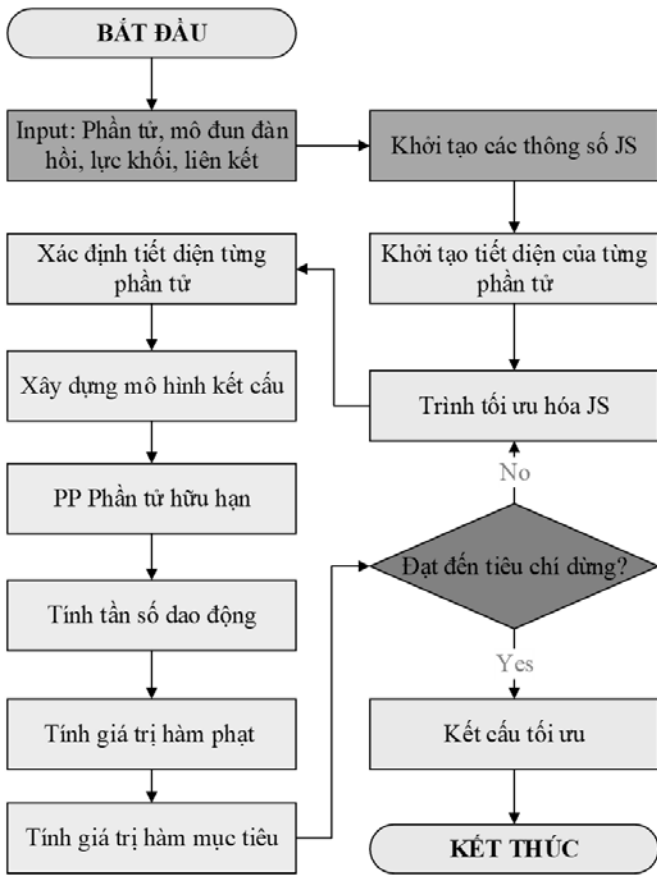 BẮT ĐẦU
Input: Phần tử, mô đun đàn
hồi, lực khối, liên kết
Khởi tạo các thông số JS
Khởi tạo tiết diện của từng
phần tử
Trình tối ưu hóa JS
Xác định tiết diện từng
phần tử
Xây dựng mô hình kết cấu
PP Phần tử hữu hạn
Tính tần số dao động
Tính giá trị hàm phạt
Tính giá trị hàm mục tiêu
Đạt đến tiêu chí dừng?
No
Yes
Kết cấu tối ưu
KẾT THÚC